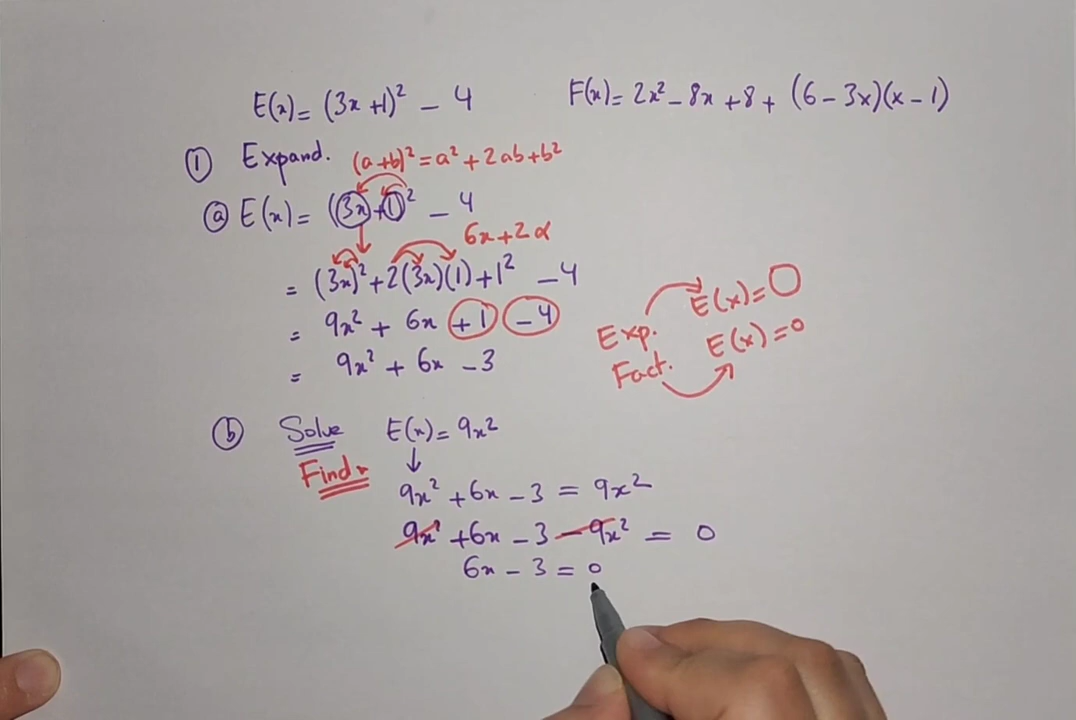 E(x) = (3x+1)² - 4
F(x) = 2x² - 8x + 8 + (6-3x)(x-1)
① Expand. (a+b)² = a² + 2ab + b²
ⓐ E(x) = (3x+1)² - 4
6x+2α
= (3x)² + 2(3x)(1) + 1² - 4
= 9x² + 6x + 1 - 4
= 9x² + 6x - 3
Exp. E(x) = 0
Fact. E(x) = 0
ⓑ Solve E(x) = 9x²
Find x
9x² + 6x - 3 = 9x²
9x² + 6x - 3 - 9x² = 0
6x - 3 = 0